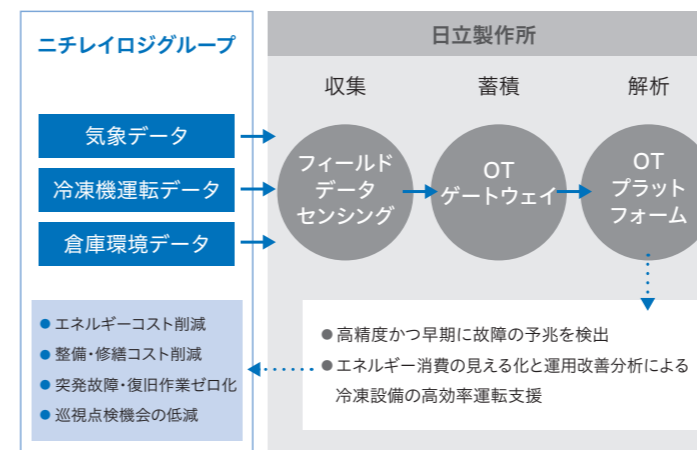 ニチレイロジグループ
日立製作所
収集
蓄積
解析
気象データ
冷凍機運転データ
倉庫環境データ
フィールド
データ
センシング
OT
ゲートウェイ
OT
プラット
フォーム
●エネルギーコスト削減
●整備・修繕コスト削減
●突発故障・復旧作業ゼロ化
●巡視点検機会の低減
●高精度かつ早期に故障の予兆を検出
●エネルギー消費の見える化と運用改善分析による
冷凍設備の高効率運転支援